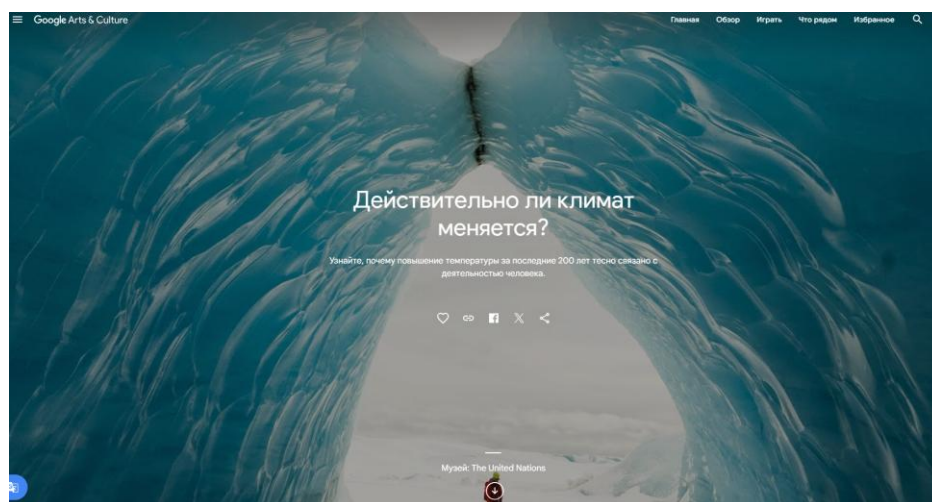 Google Arts & Culture
Главная Обзор Играть Что рядом Избранное
Действительно ли климат
меняется?
Узнайте, почему повышение температуры за последние 200 лет тесно связано с
деятельностью человека.
Музей: The United Nations